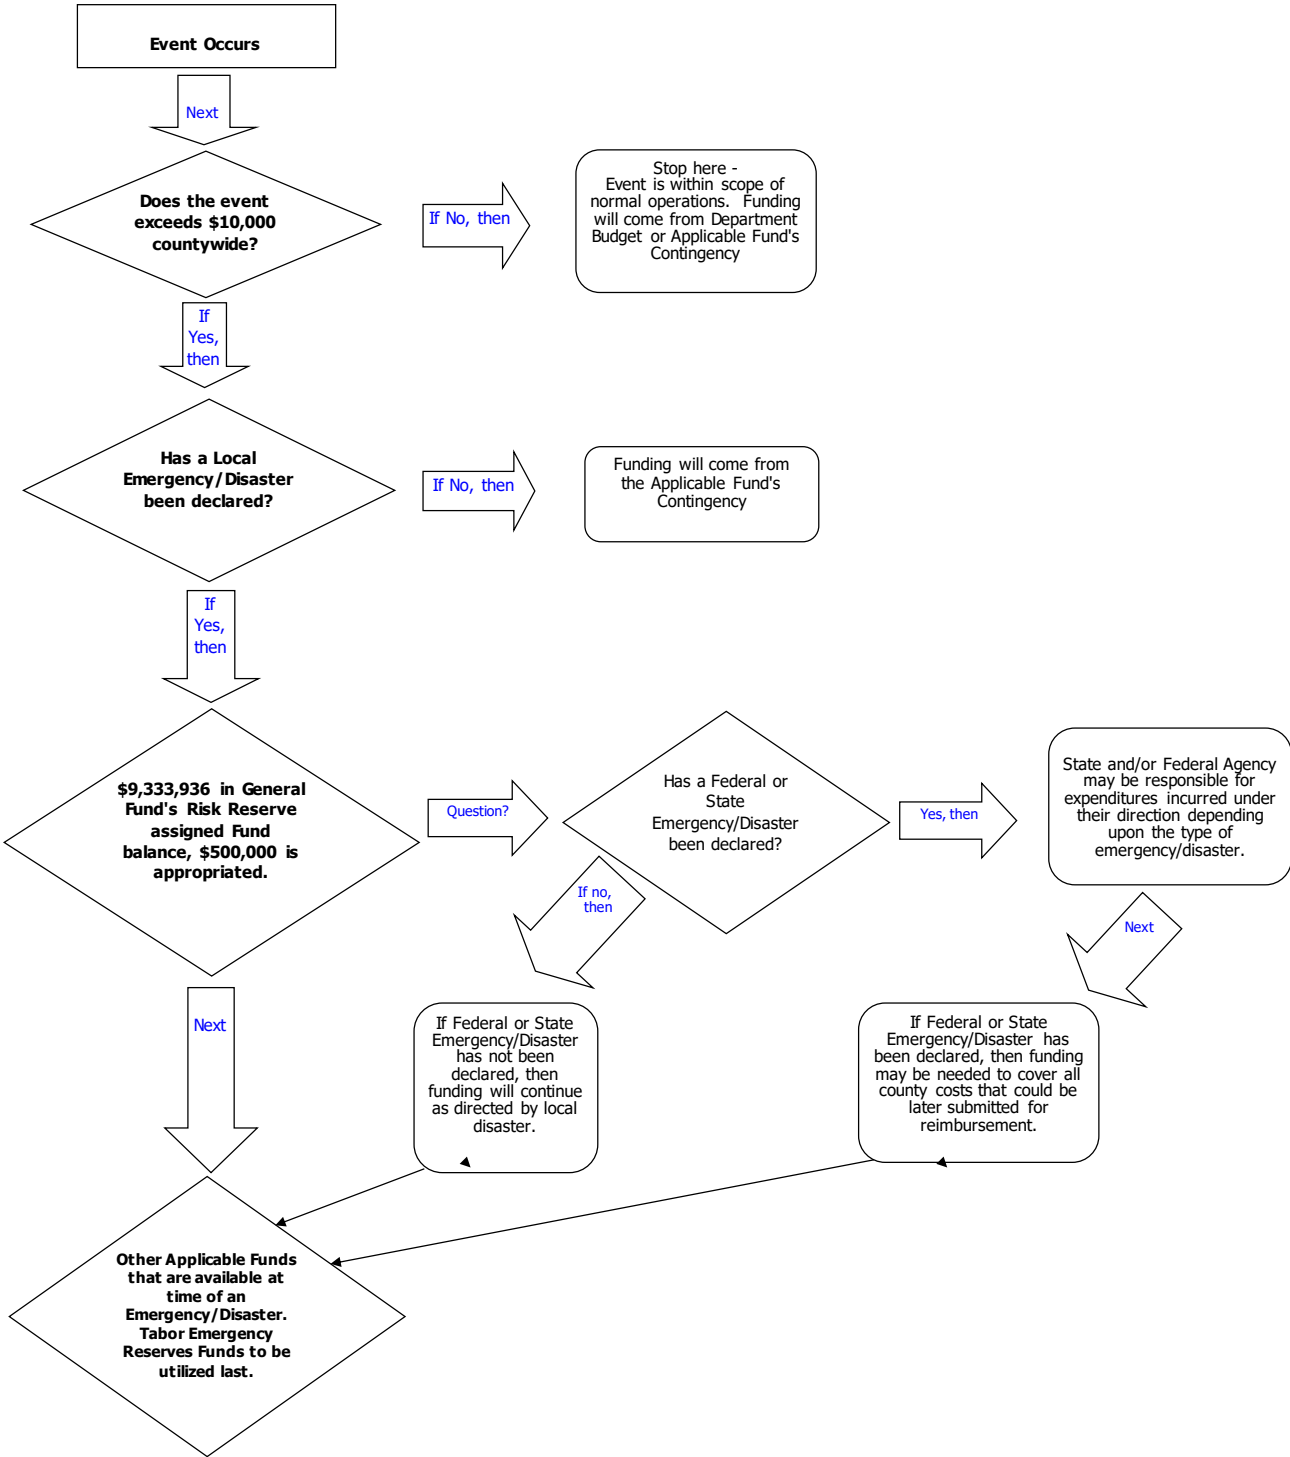 Event Occurs
Next
Does the event
exceeds $10,000
countywide?
If No, then
Stop here -
Event is within scope of
normal operations. Funding
will come from Department
Budget or Applicable Fund's
Contingency
If
Yes,
then
Has a Local
Emergency/Disaster
been declared?
If No, then
Funding will come from
the Applicable Fund's
Contingency
If
Yes,
then
$9,333,936 in General
Fund's Risk Reserve
assigned Fund
balance, $500,000 is
appropriated.
Question?
Has a Federal or
State
Emergency/Disaster
been declared?
Yes, then
State and/or Federal Agency
may be responsible for
expenditures incurred under
their direction depending
upon the type of
emergency/disaster.
If no,
then
Next
Next
If Federal or State
Emergency/Disaster
has not been
declared, then
funding will continue
as directed by local
disaster.
If Federal or State
Emergency/Disaster has
been declared, then funding
may be needed to cover all
county costs that could be
later submitted for
reimbursement.
Other Applicable Funds
that are available at
time of an
Emergency/Disaster.
Tabor Emergency
Reserves Funds to be
utilized last.